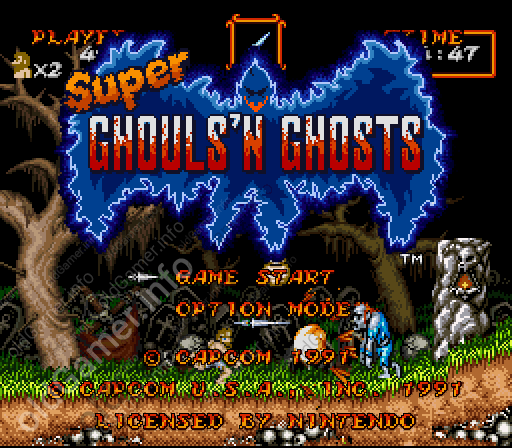 PLAYER TIME
x2 4 :47
Super
GHOULS'N GHOSTS
TM
GAME START
OPTION MODE
© CAPCOM 1991
© CAPCOM U.S.A., INC. 1991
LICENSED BY NINTENDO